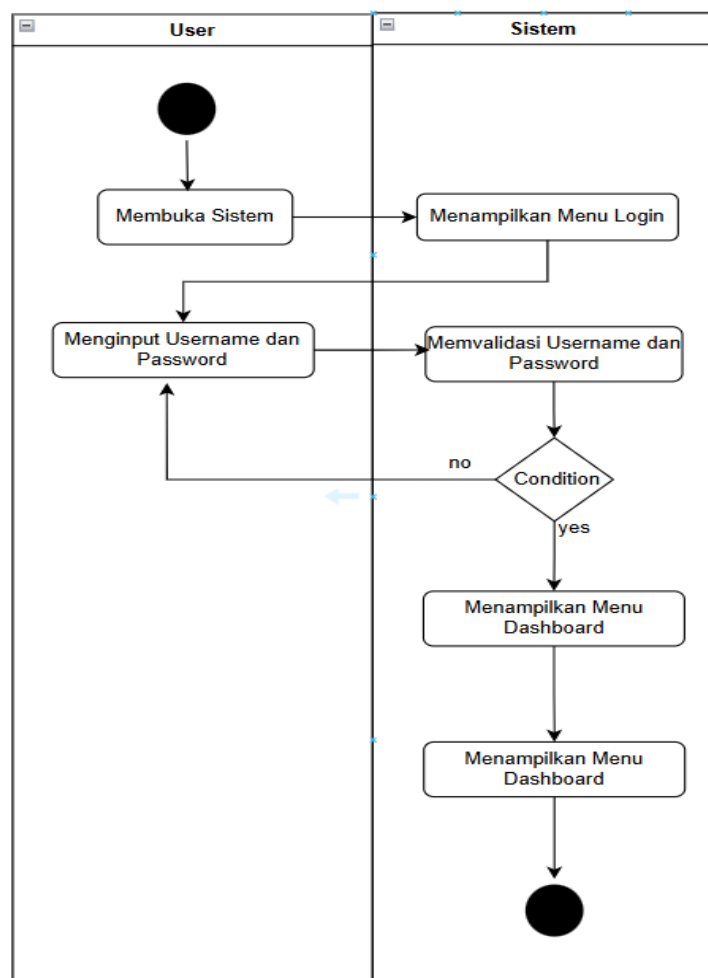 User
Sistem
Membuka Sistem
Menampilkan Menu Login
Menginput Username dan
Password
Memvalidasi Username dan
Password
no
Condition
yes
Menampilkan Menu
Dashboard
Menampilkan Menu
Dashboard